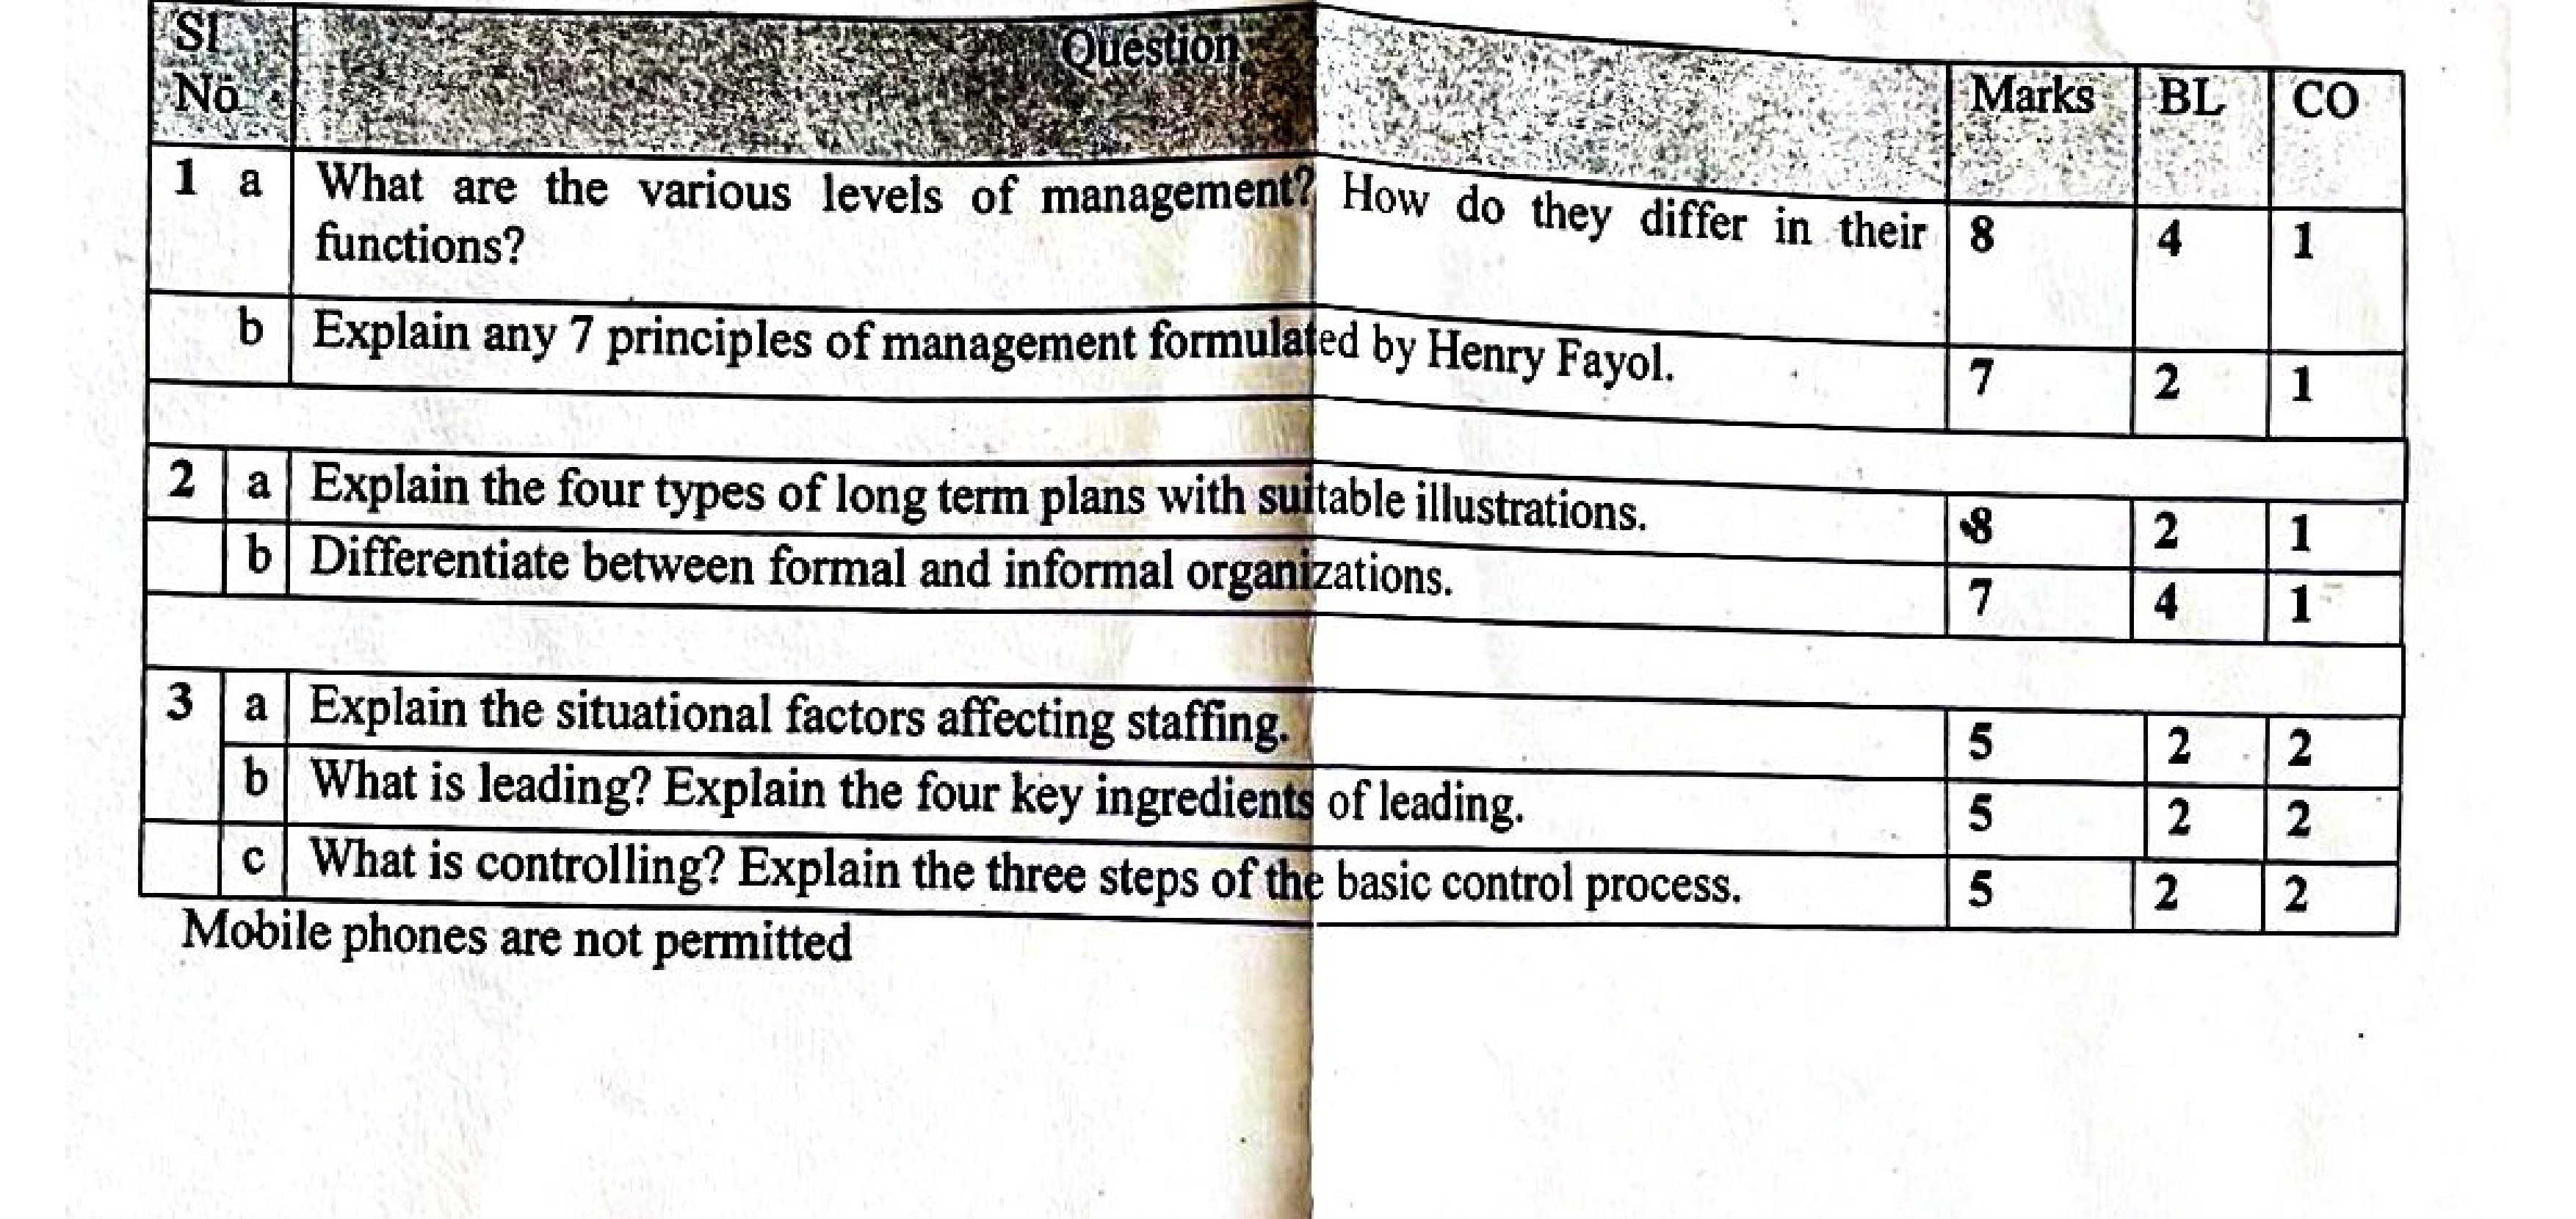 Sl No Question Marks BL CO
1 a What are the various levels of management? How do they differ in their 8 4 1
functions?
b Explain any 7 principles of management formulated by Henry Fayol. 7 2 1
2 a Explain the four types of long term plans with suitable illustrations. 8 2 1
b Differentiate between formal and informal organizations. 7 4 1
3 a Explain the situational factors affecting staffing. 5 2 2
b What is leading? Explain the four key ingredients of leading. 5 2 2
c What is controlling? Explain the three steps of the basic control process. 5 2 2
Mobile phones are not permitted